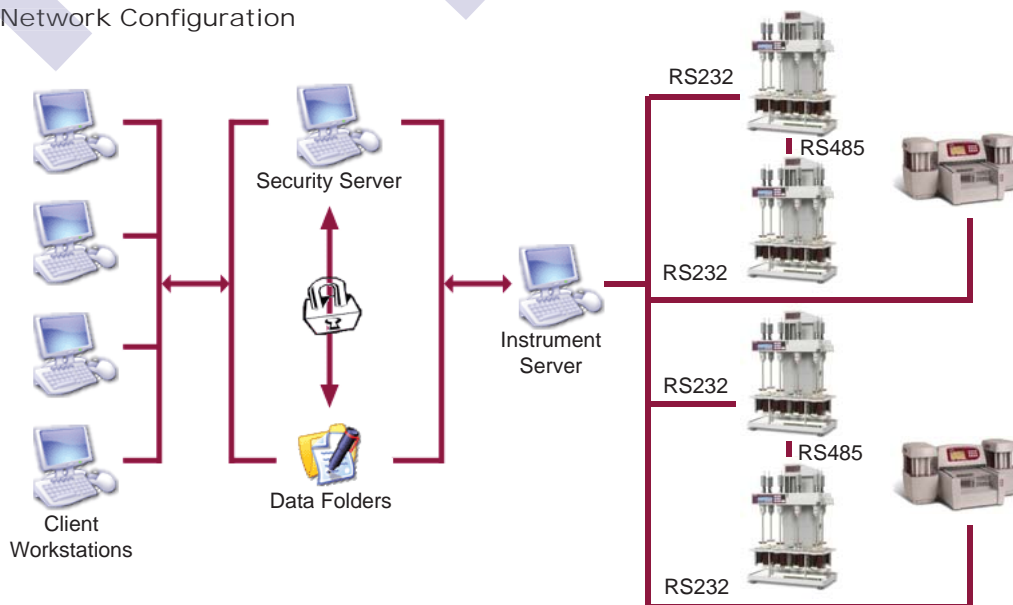 Network Configuration
RS232
RS485
Security Server
RS232
Instrument
Server
RS232
RS485
Data Folders
Client
Workstations
RS232